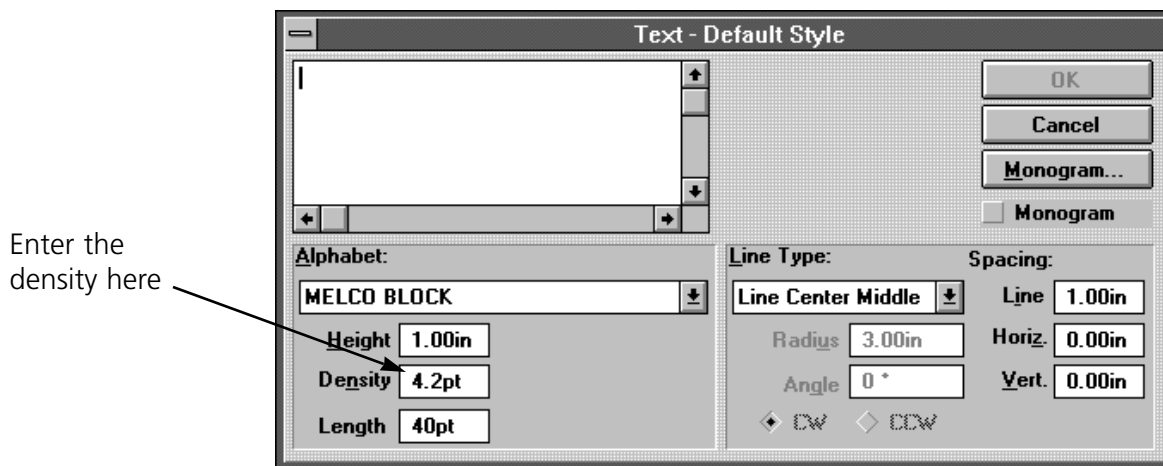 Text - Default Style
OK
Cancel
Monogram...
Monogram
Enter the
density here
Alphabet:
MELCO BLOCK
Height 1.00in
Density 4.2pt
Length 40pt
Line Type:
Line Center Middle
Radius 3.00in
Angle 0 °
CW CCW
Spacing:
Line 1.00in
Horiz. 0.00in
Vert. 0.00in